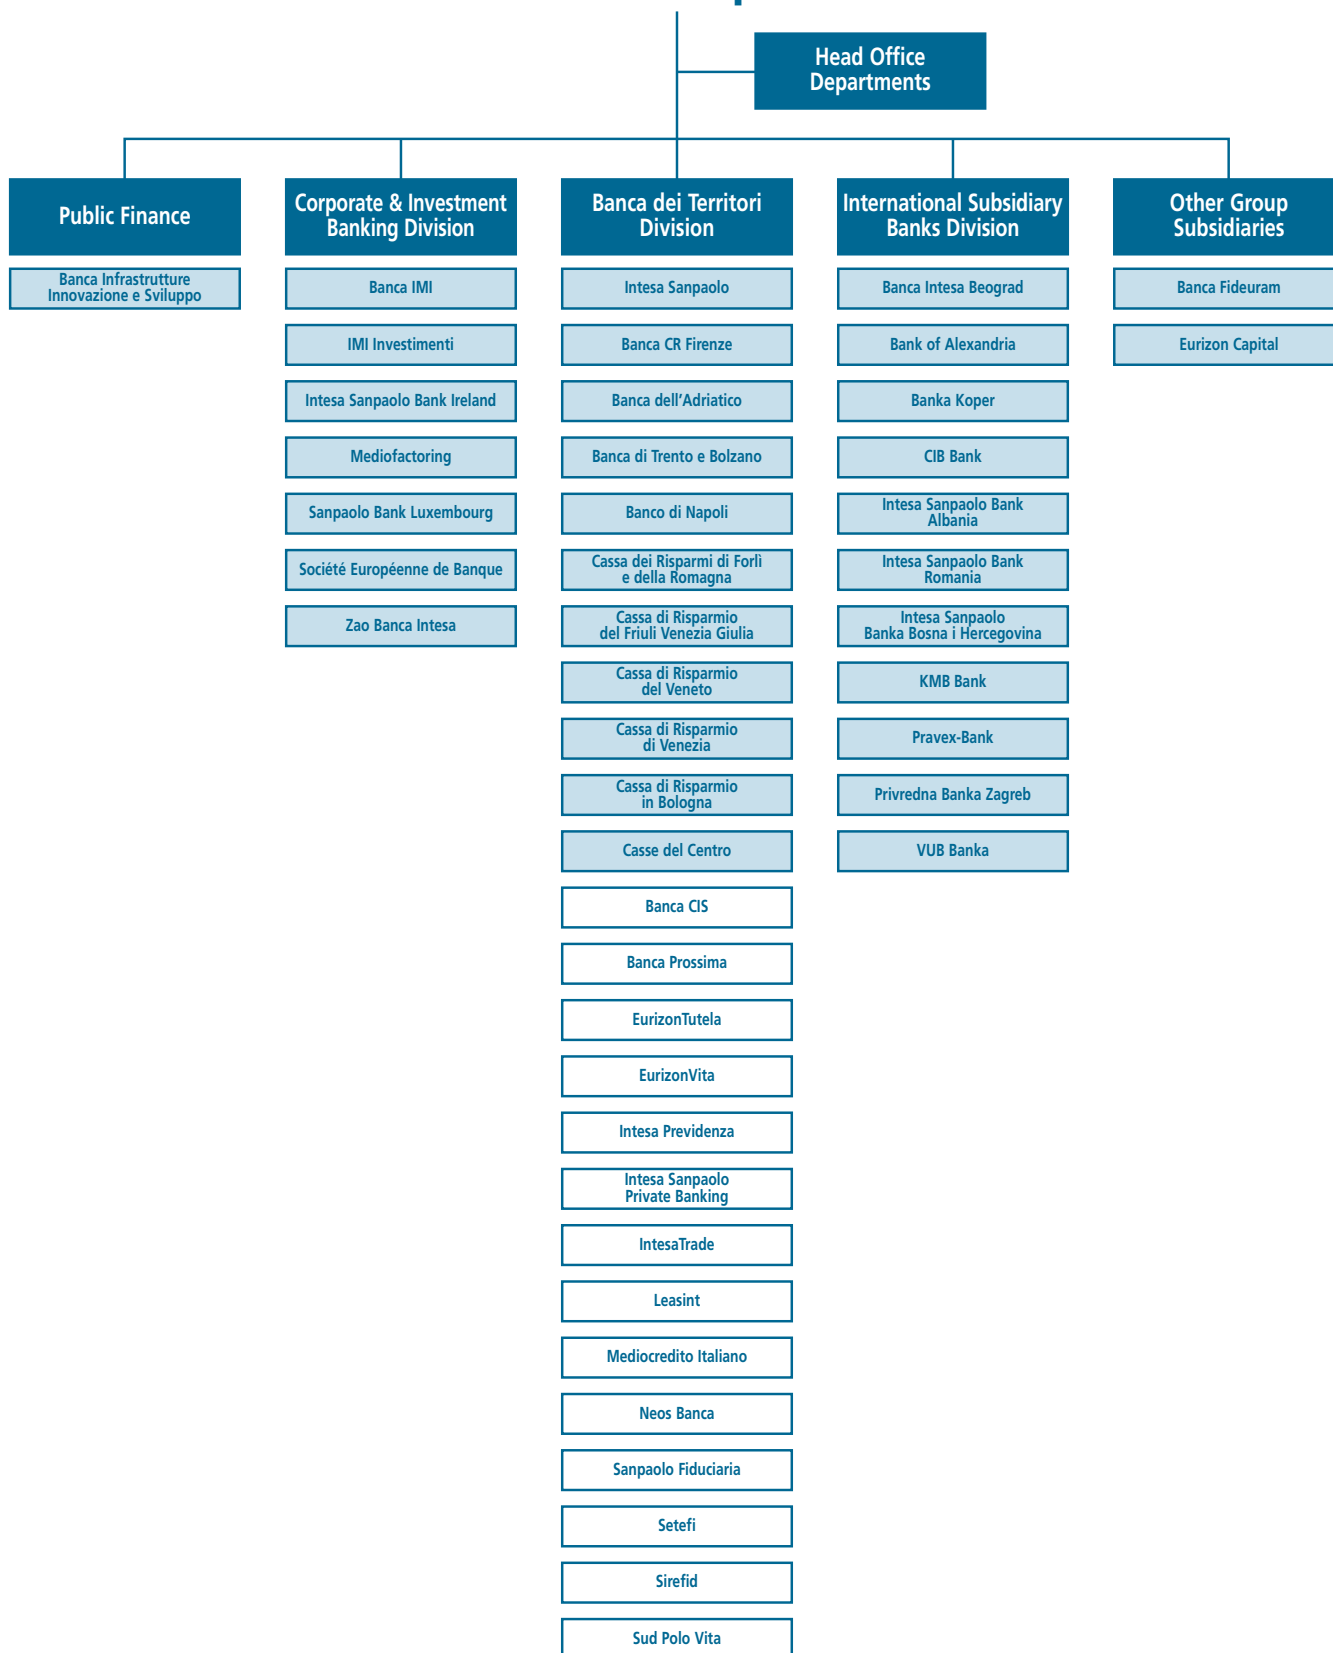 Head Office
Departments
Public Finance
Banca Infrastrutture
Innovazione e Sviluppo
Corporate & Investment
Banking Division
Banca IMI
IMI Investimenti
Intesa Sanpaolo Bank Ireland
Mediofactoring
Sanpaolo Bank Luxembourg
Société Européenne de Banque
Zao Banca Intesa
Banca dei Territori
Division
Intesa Sanpaolo
Banca CR Firenze
Banca dell'Adriatico
Banca di Trento e Bolzano
Banco di Napoli
Cassa dei Risparmi di Forlì
e della Romagna
Cassa di Risparmio
del Friuli Venezia Giulia
Cassa di Risparmio
del Veneto
Cassa di Risparmio
di Venezia
Cassa di Risparmio
in Bologna
Casse del Centro
Banca CIS
Banca Prossima
EurizonTutela
EurizonVita
Intesa Previdenza
Intesa Sanpaolo
Private Banking
IntesaTrade
Leasint
Mediocredito Italiano
Neos Banca
Sanpaolo Fiduciaria
Setefi
Sirefid
Sud Polo Vita
International Subsidiary
Banks Division
Banca Intesa Beograd
Bank of Alexandria
Banka Koper
CIB Bank
Intesa Sanpaolo Bank
Albania
Intesa Sanpaolo Bank
Romania
Intesa Sanpaolo
Banka Bosna i Hercegovina
KMB Bank
Pravex-Bank
Privredna Banka Zagreb
VUB Banka
Other Group
Subsidiaries
Banca Fideuram
Eurizon Capital